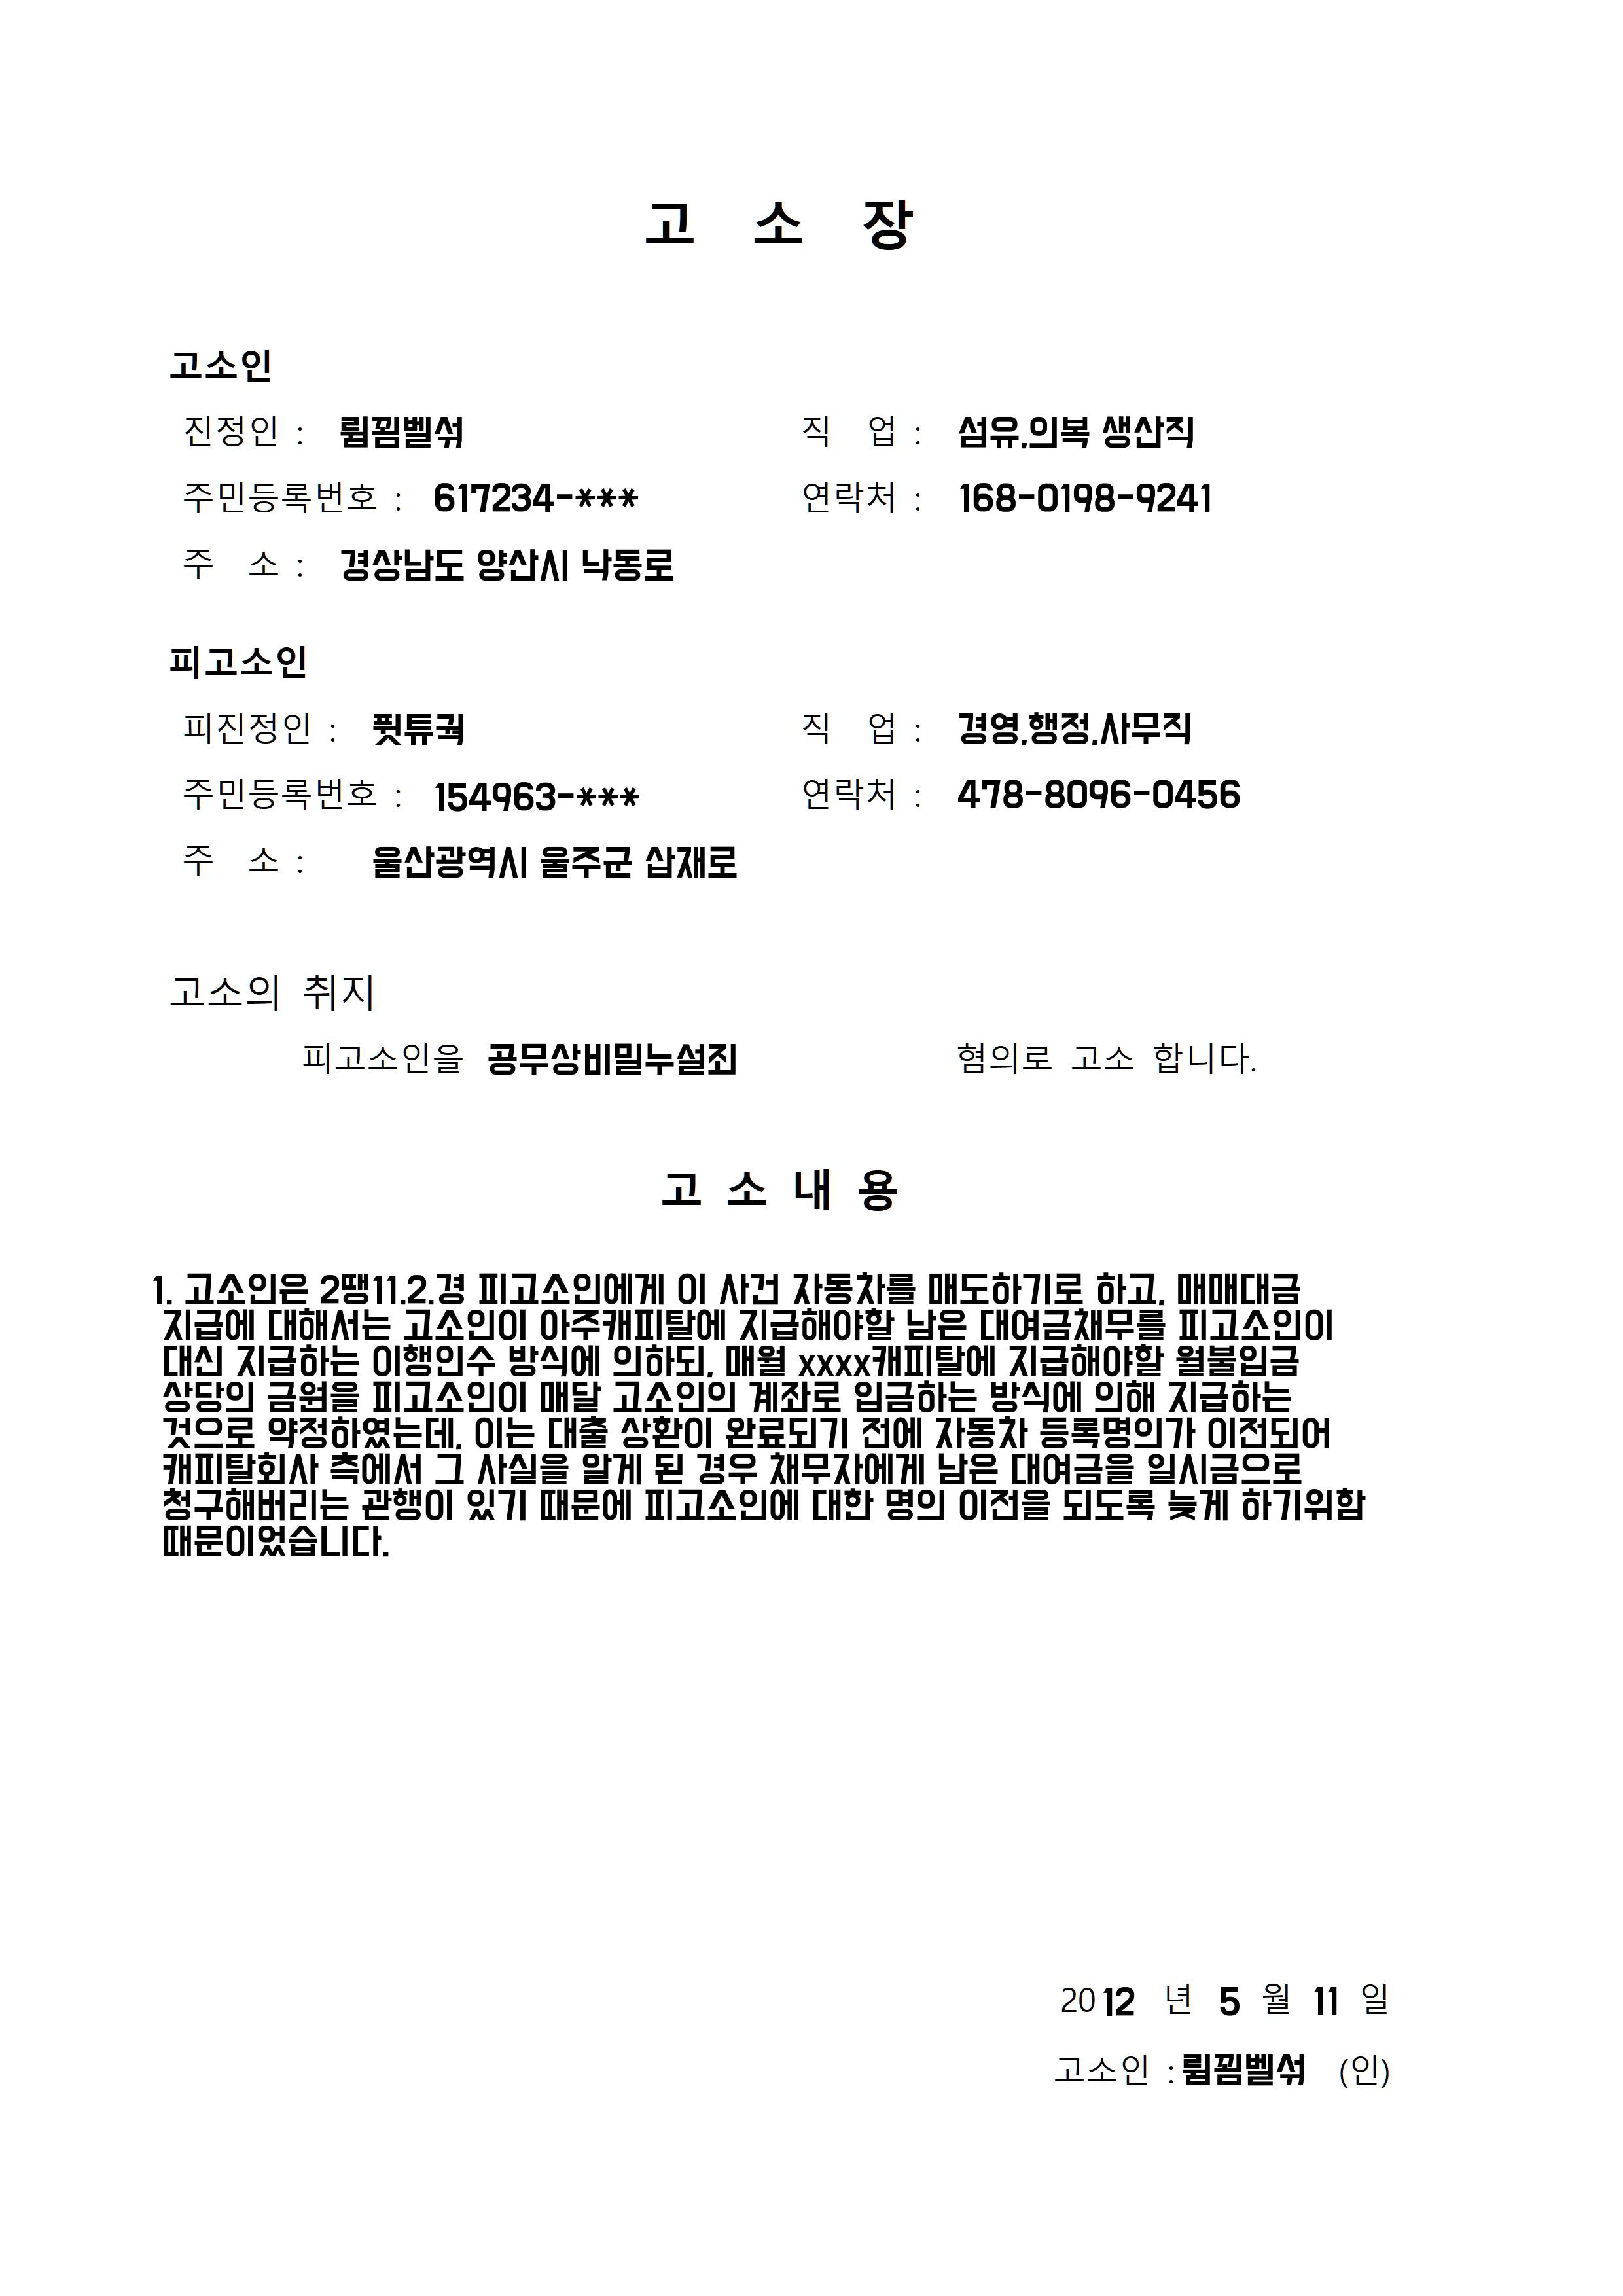 고 소 장
고소인
진정인 : 륌꾐벨섞 직 업 : 섬유,의복 생산직
주민등록번호 : 617234-*** 연락처 : 168-0198-9241
주 소 : 경상남도 양산시 낙동로
피고소인
피진정인 : 튜 직 업 : 경영,행정,사무직
주민등록번호 : 154963-*** 연락처 : 478-8096-0456
주 소 : 울산광역시 울주군 삽재로
고소의 취지
피고소인을 공무상비밀누설죄 혐의로 고소 합니다.
고 소 내 용
1. 고소인은 2땡11.2.경 피고소인에게 이 사건 자동차를 매도하기로 하고, 매매대금
지급에 대해서는 고소인이 아주캐피탈에 지급해야할 남은 대여금채무를 피고소인이
대신 지급하는 이행인수 방식에 의하되, 매월 xxxx캐피탈에 지급해야할 월불입금
상당의 금원을 피고소인이 매달 고소인의 계좌로 입금하는 방식에 의해 지급하는
것으로 약정하였는데, 이는 대출 상환이 완료되기 전에 자동차 등록명의가 이전되어
캐피탈회사 측에서 그 사실을 알게 된 경우 채무자에게 남은 대여금을 일시금으로
청구해버리는 관행이 있기 때문에 피고소인에 대한 명의 이전을 되도록 늦게 하기위함
때문이었습니다.
2012 년 5 월 11 일
고소인 : 륌꾐벨섞 (인)